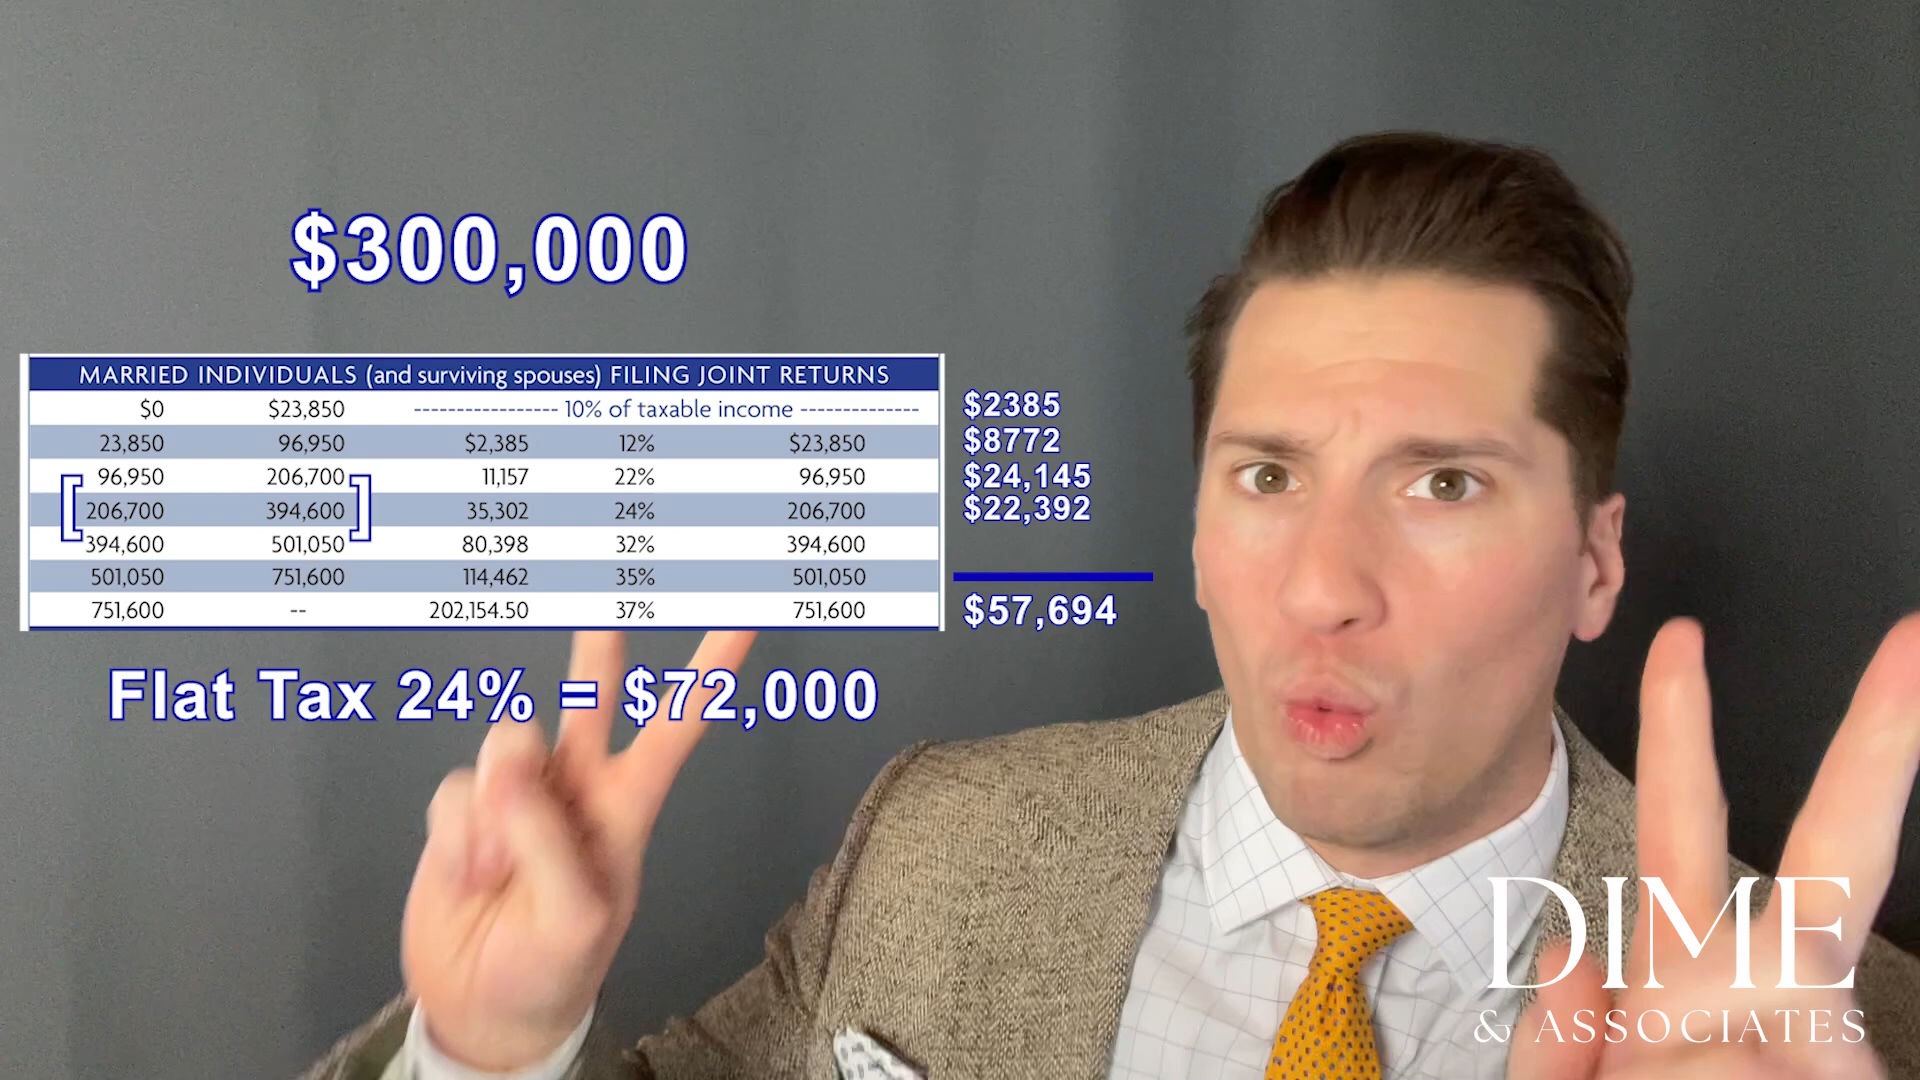 $300,000
MARRIED INDIVIDUALS (and surviving spouses) FILING JOINT RETURNS
$0 $23,850 ----------------- 10% of taxable income -------------- $2385
23,850 96,950 $2,385 12% $23,850 $8772
96,950 206,700 11,157 22% 96,950 $24,145
[206,700 394,600] 35,302 24% 206,700 $22,392
394,600 501,050 80,398 32% 394,600
501,050 751,600 114,462 35% 501,050
751,600 -- 202,154.50 37% 751,600 $57,694
Flat Tax 24% = $72,000
DIME
& ASSOCIATES